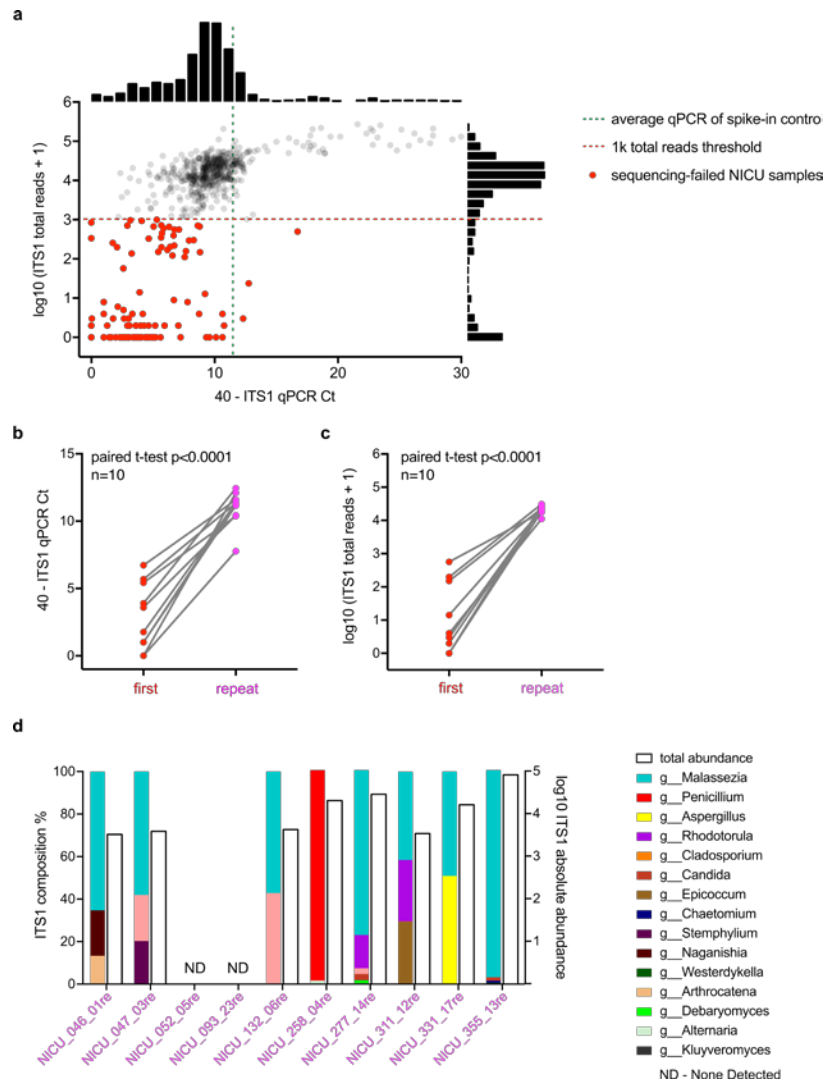 a
6
5
4
3
2
1
0
log10 (ITS1 total reads + 1)
0
10
20
30
40 - ITS1 qPCR Ct
average qPCR of spike-in contro
1k total reads threshold
sequencing-failed NICU samples
b
paired t-test p<0.0001
n=10
15
10
5
0
40 - ITS1 qPCR Ct
first
repeat
c
paired t-test p<0.0001
n=10
6
5
4
3
2
1
0
log10 (ITS1 total reads + 1)
first
repeat
d
100
80
60
40
20
0
ITS1 composition %
5
4
3
2
1
log10 ITS1 absolute abundance
ND
ND
NICU_046_01re
NICU_047_03re
NICU_052_05re
NICU_093_23re
NICU_132_06re
NICU_258_04re
NICU_277_14re
NICU_311_12re
NICU_331_17re
NICU_355_13re
total abundance
g__Malassezia
g__Penicillium
g__Aspergillus
g__Rhodotorula
g__Cladosporium
g__Candida
g__Epicoccum
g__Chaetomium
g__Stemphylium
g__Naganishia
g__Westerdykella
g__Arthrocatena
g__Debaryomyces
g__Alternaria
g__Kluyveromyces
ND - None Detected